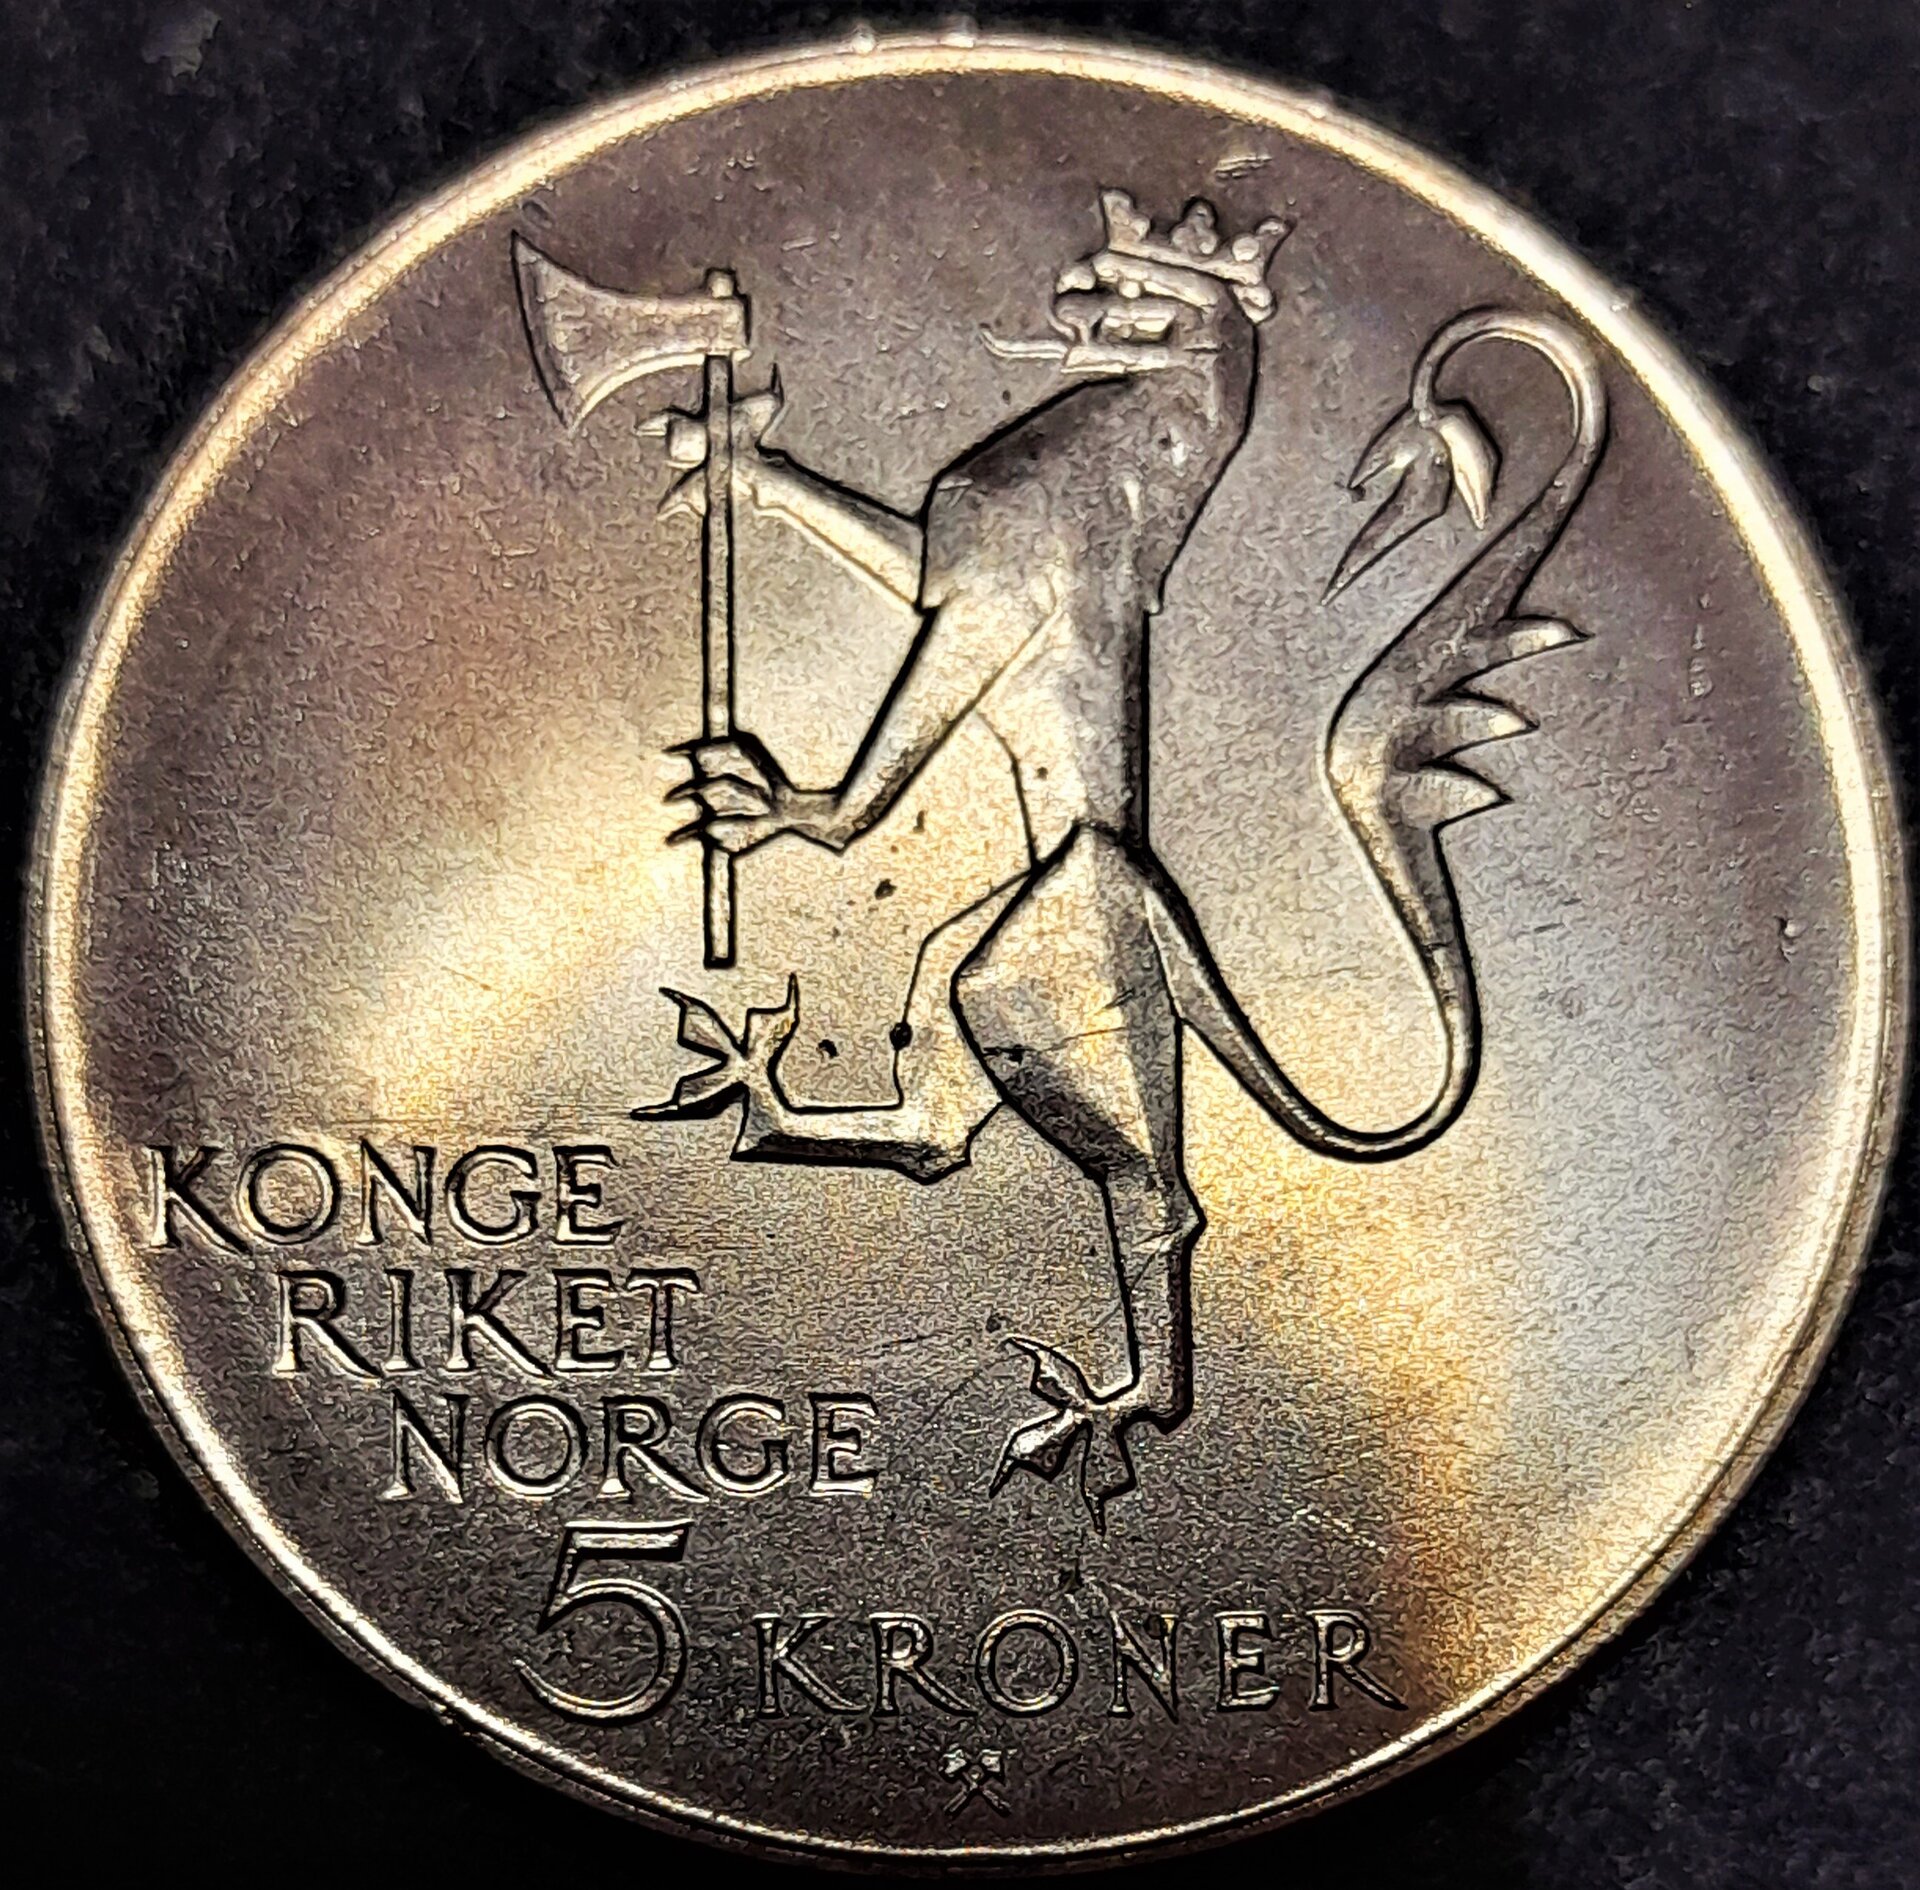 KONGE
RIKET
NORGE
5 KRONER